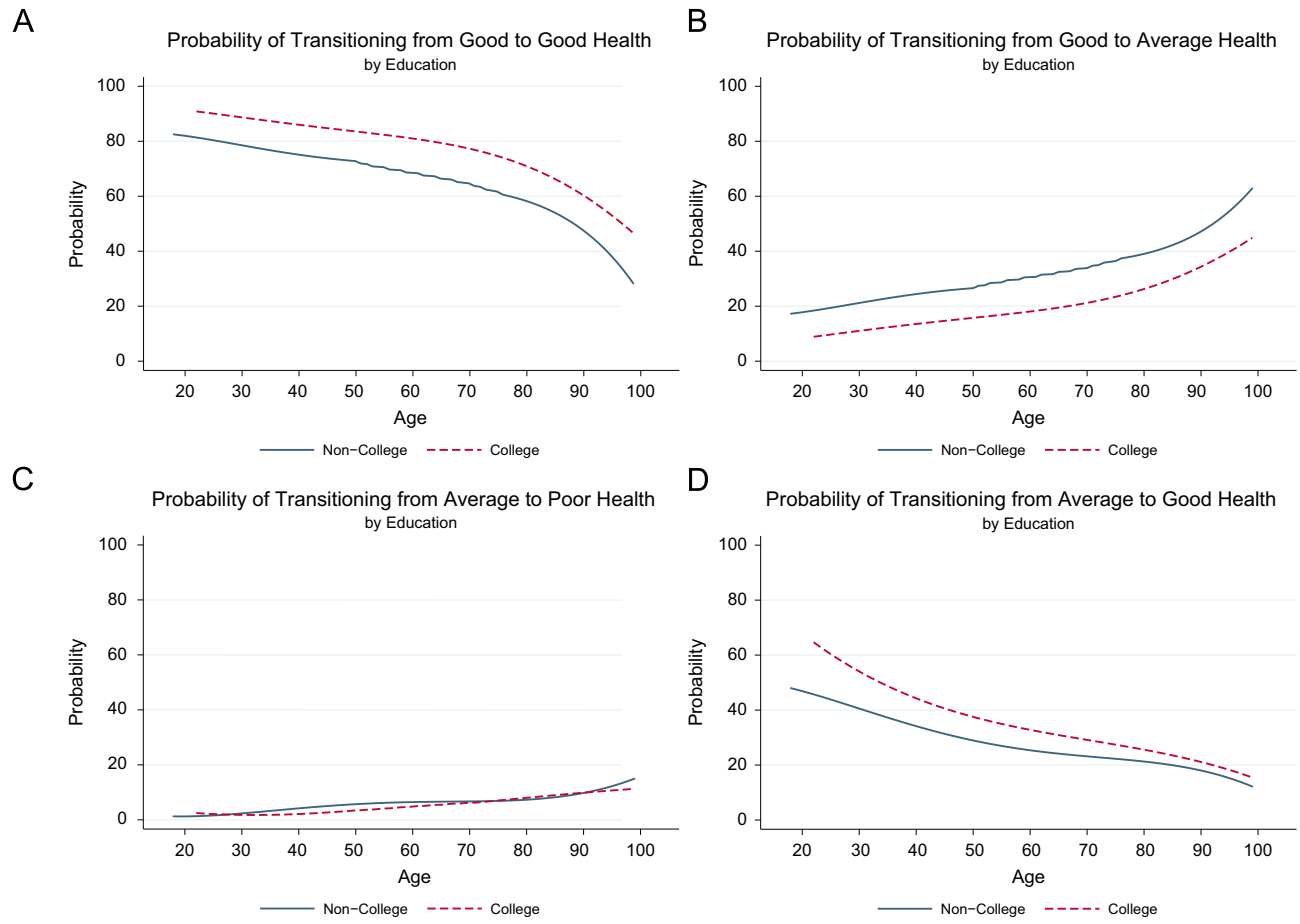 A
Probability of Transitioning from Good to Good Health
by Education
100
80
60
40
20
0
Probability
20 30 40 50 60 70 80 90 100
Age
Non−College College
B
Probability of Transitioning from Good to Average Health
by Education
100
80
60
40
20
0
Probability
20 30 40 50 60 70 80 90 100
Age
Non−College College
C
Probability of Transitioning from Average to Poor Health
by Education
100
80
60
40
20
0
Probability
20 30 40 50 60 70 80 90 100
Age
Non−College College
D
Probability of Transitioning from Average to Good Health
by Education
100
80
60
40
20
0
Probability
20 30 40 50 60 70 80 90 100
Age
Non−College College